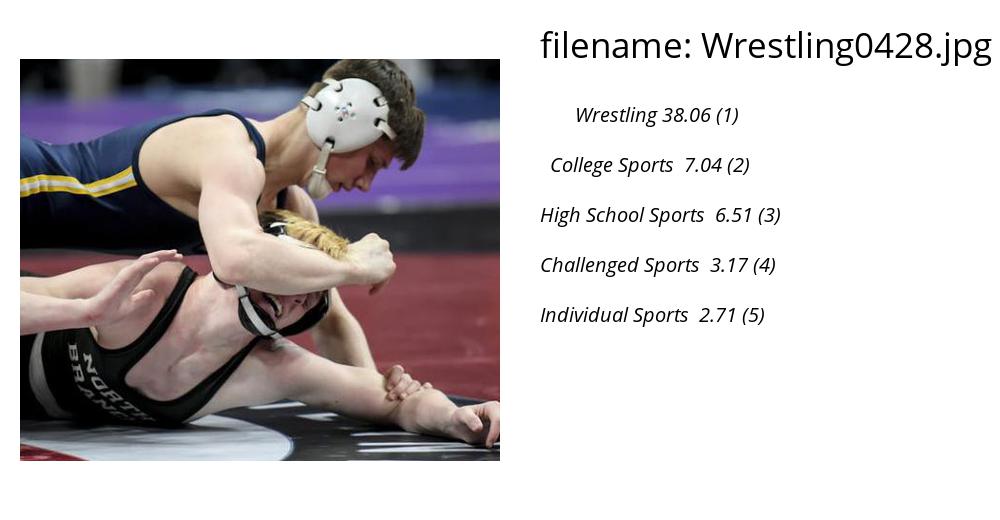 filename: Wrestling0428.jpg
Wrestling 38.06 (1)
College Sports 7.04 (2)
High School Sports 6.51 (3)
Challenged Sports 3.17 (4)
Individual Sports 2.71 (5)
NORTH
BRANCH